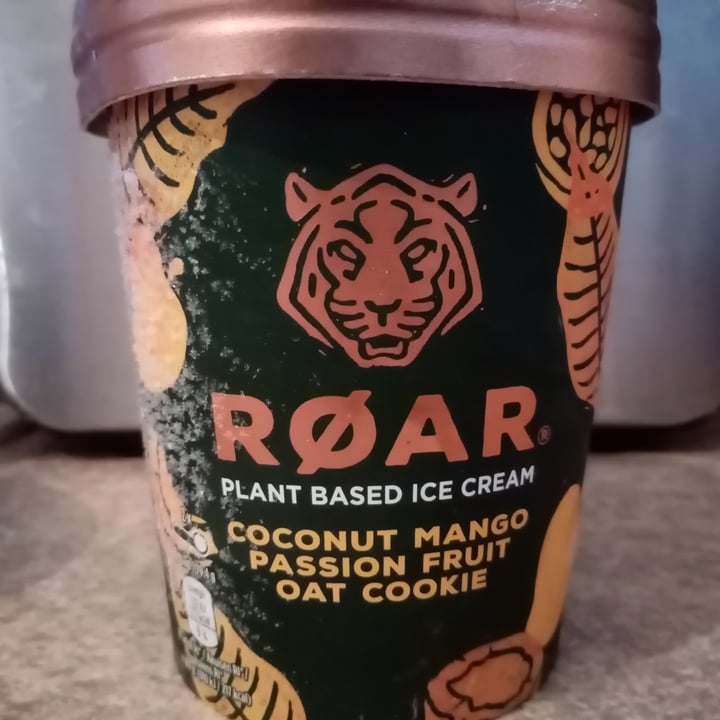 RØAR®
PLANT BASED ICE CREAM
COCONUT MANGO
PASSION FRUIT
OAT COOKIE